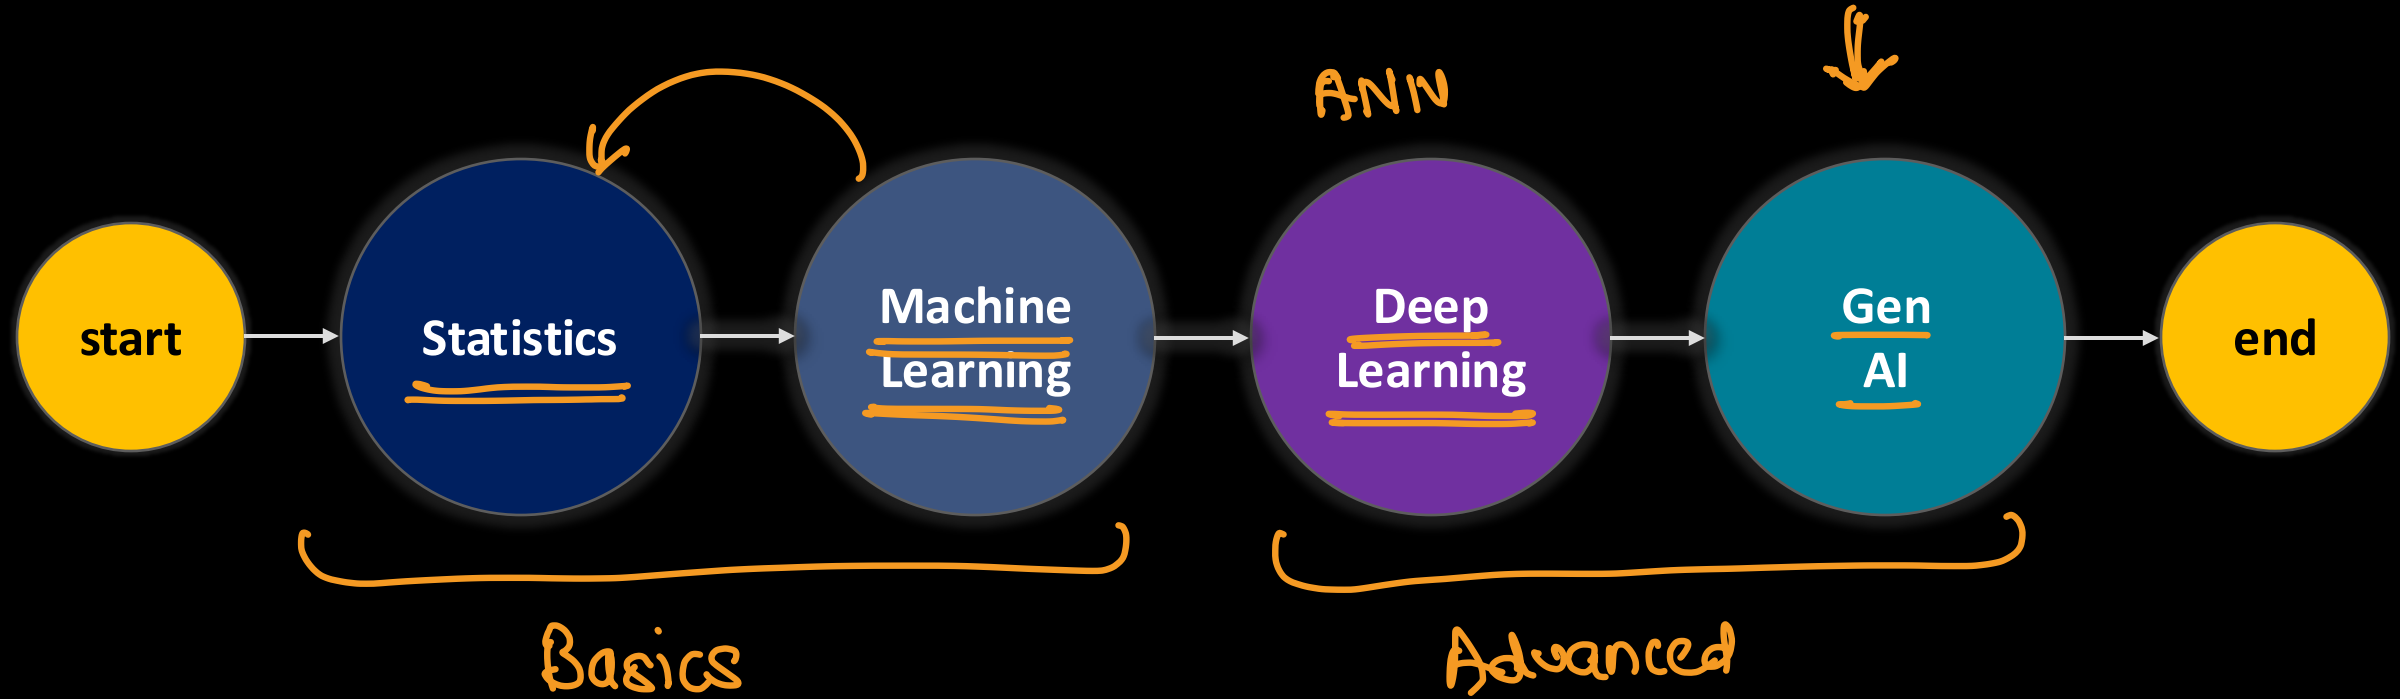 ANN
start
Statistics
Machine
Learning
Deep
Learning
Gen
AI
end
Basics
Advanced